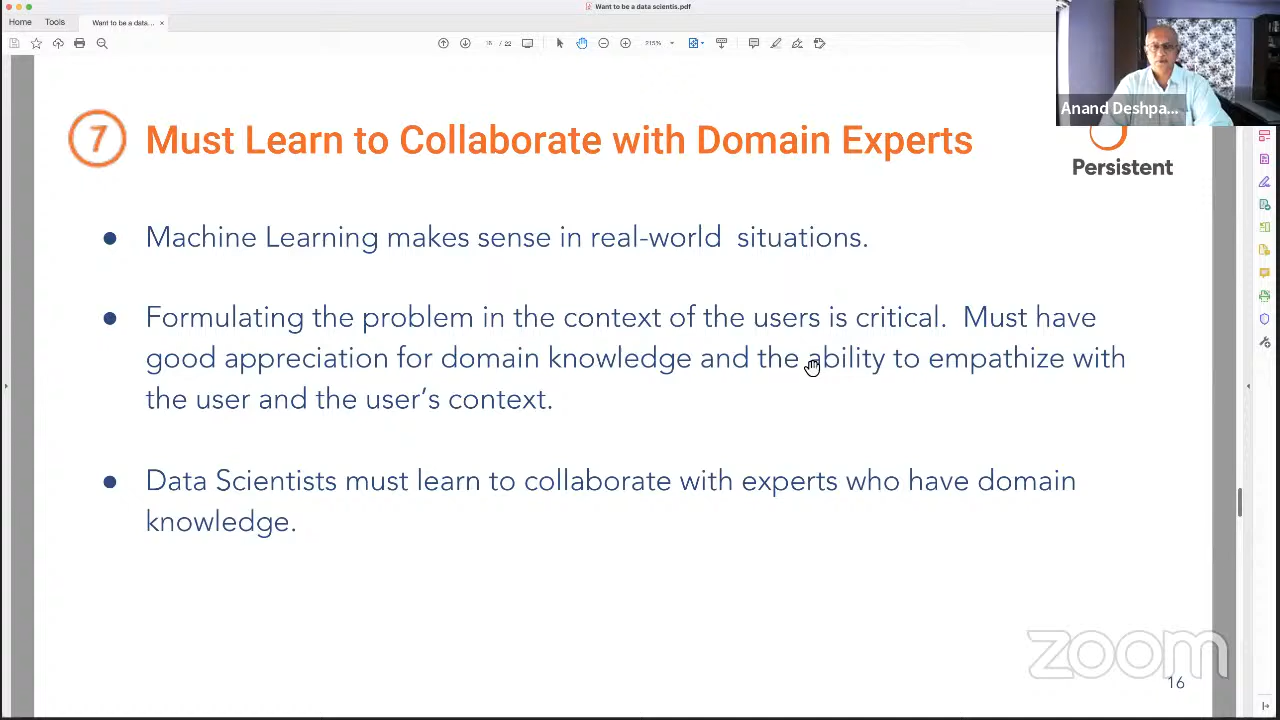 Want to be a data scientis.pdf
Home Tools Want to be a data... ×
16 / 22 215%
Anand Deshpa...
7 Must Learn to Collaborate with Domain Experts
Persistent
● Machine Learning makes sense in real-world situations.
● Formulating the problem in the context of the users is critical. Must have
good appreciation for domain knowledge and the ability to empathize with
the user and the user’s context.
● Data Scientists must learn to collaborate with experts who have domain
knowledge.
zoom
16